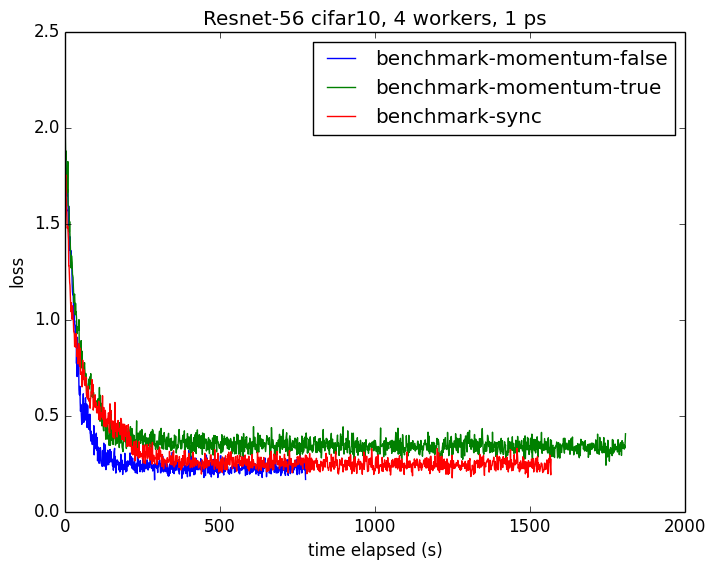 Resnet-56 cifar10, 4 workers, 1 ps
2.5
benchmark-momentum-false
benchmark-momentum-true
benchmark-sync
2.0
1.5
loss
1.0
0.5
0.0
0 500 1000 1500 2000
time elapsed (s)